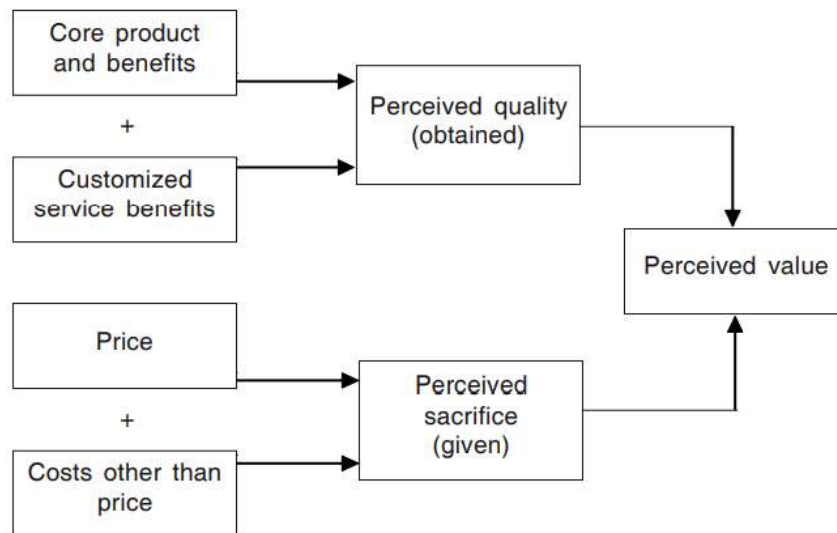 Core product
and benefits
+
Customized
service benefits
Perceived quality
(obtained)
Perceived value
Price
+
Costs other than
price
Perceived
sacrifice
(given)